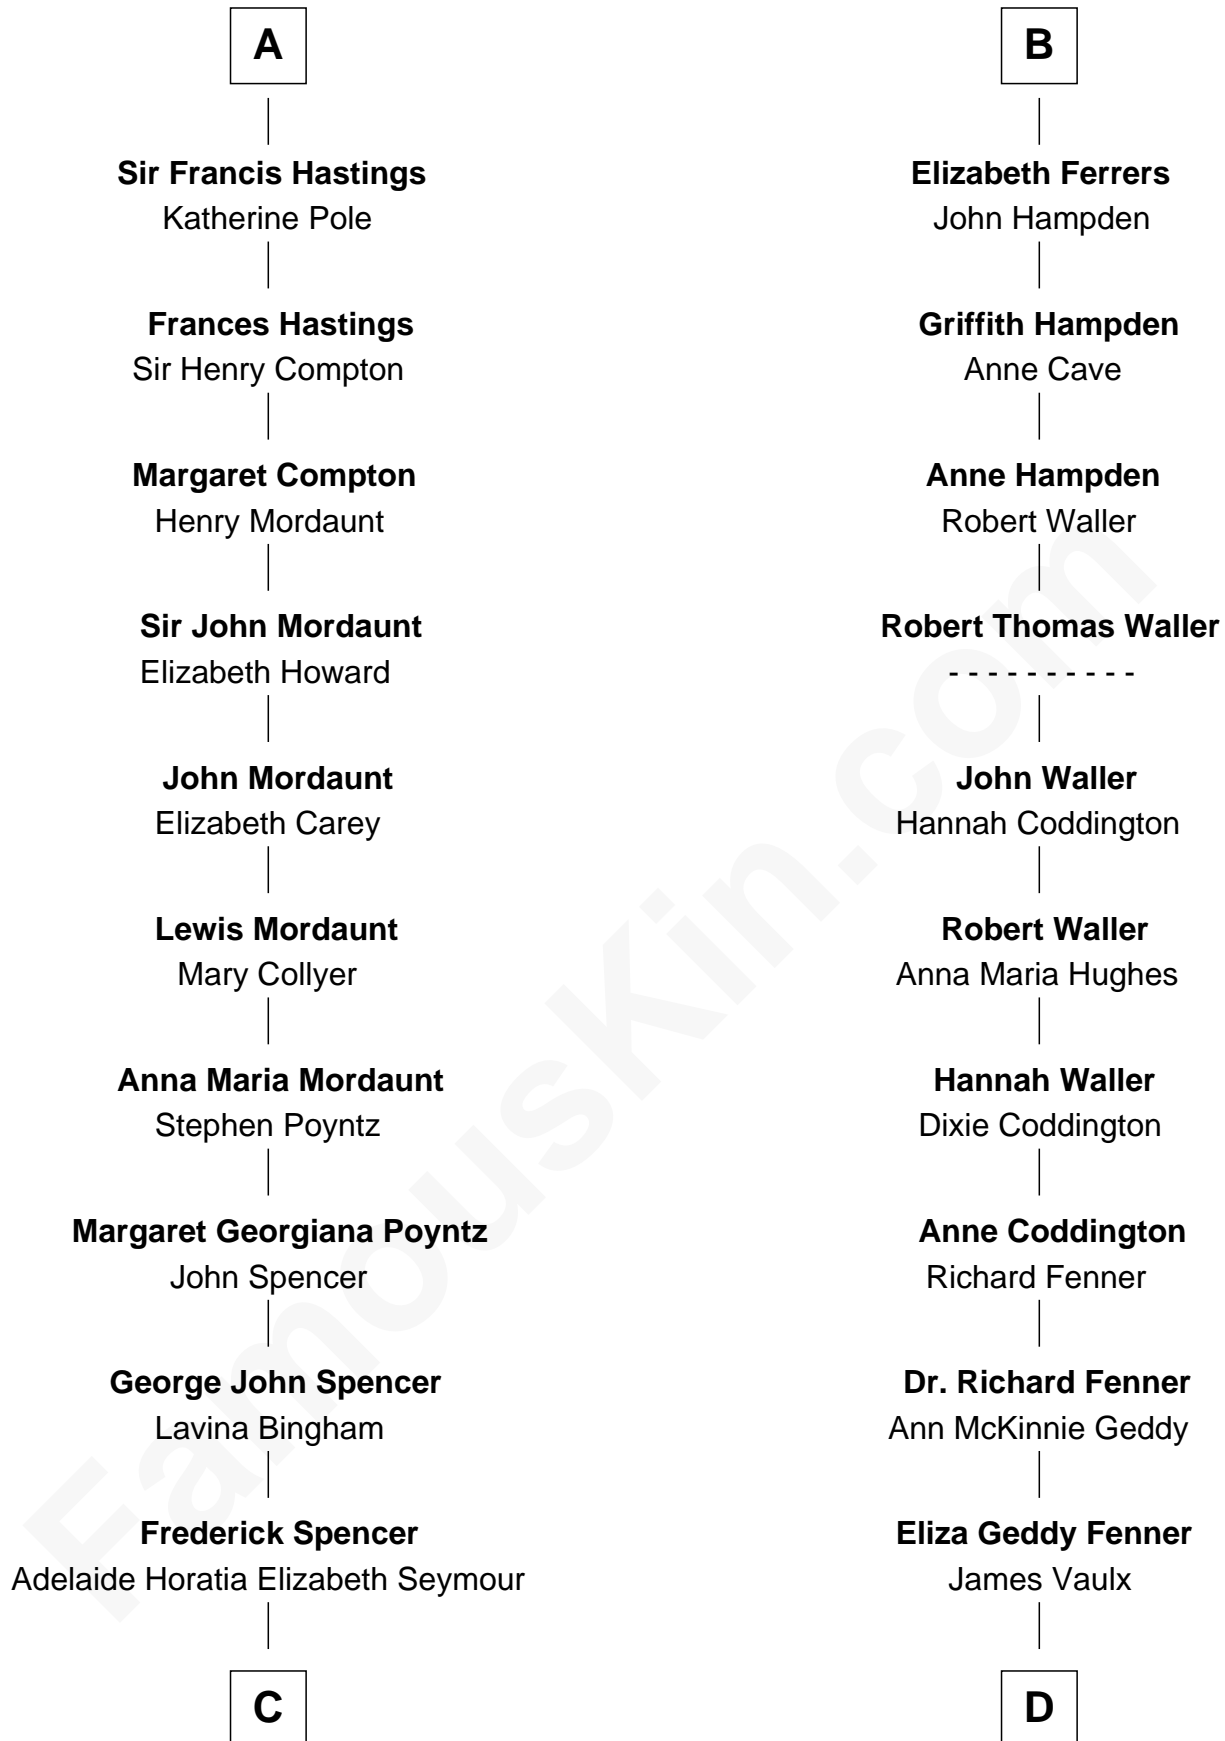 A
Sir Francis Hastings
Katherine Pole
Frances Hastings
Sir Henry Compton
Margaret Compton
Henry Mordaunt
Sir John Mordaunt
Elizabeth Howard
John Mordaunt
Elizabeth Carey
Lewis Mordaunt
Mary Collyer
Anna Maria Mordaunt
Stephen Poyntz
Margaret Georgiana Poyntz
John Spencer
George John Spencer
Lavina Bingham
Frederick Spencer
Adelaide Horatia Elizabeth Seymour
C
B
Elizabeth Ferrers
John Hampden
Griffith Hampden
Anne Cave
Anne Hampden
Robert Waller
Robert Thomas Waller
- - - - - - - - - -
John Waller
Hannah Coddington
Robert Waller
Anna Maria Hughes
Hannah Waller
Dixie Coddington
Anne Coddington
Richard Fenner
Dr. Richard Fenner
Ann McKinnie Geddy
Eliza Geddy Fenner
James Vaulx
D
FamousKin.com